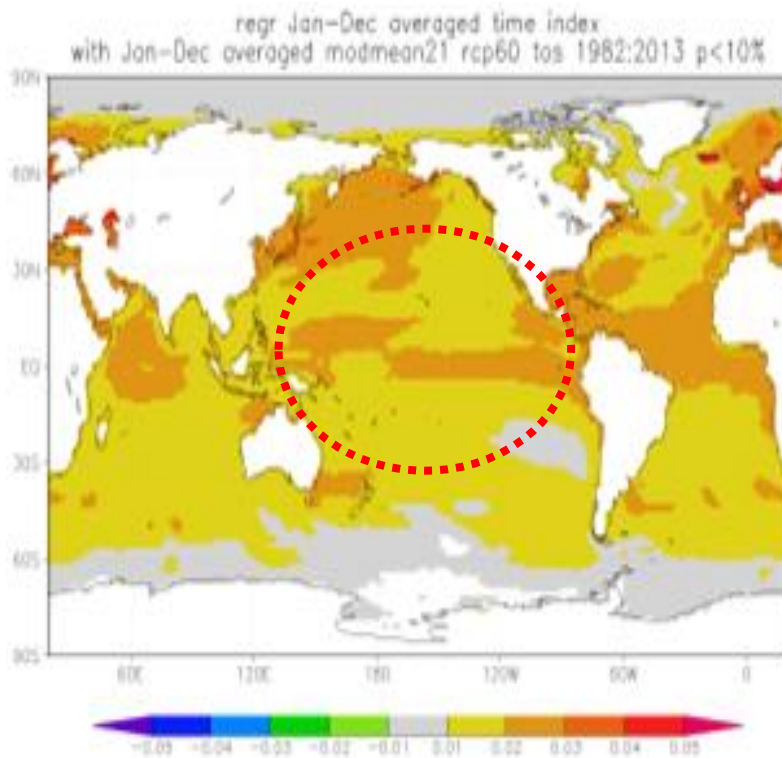 regr Jan-Dec averaged time index
with Jan-Dec averaged modmean21 rcp60 tos 1982:2013 p<10%
90N
60N
30N
EQ
30S
60S
90S
60E 120E 180 120W 60W 0
-0.05 -0.04 -0.03 -0.02 -0.01 0.01 0.02 0.03 0.04 0.05